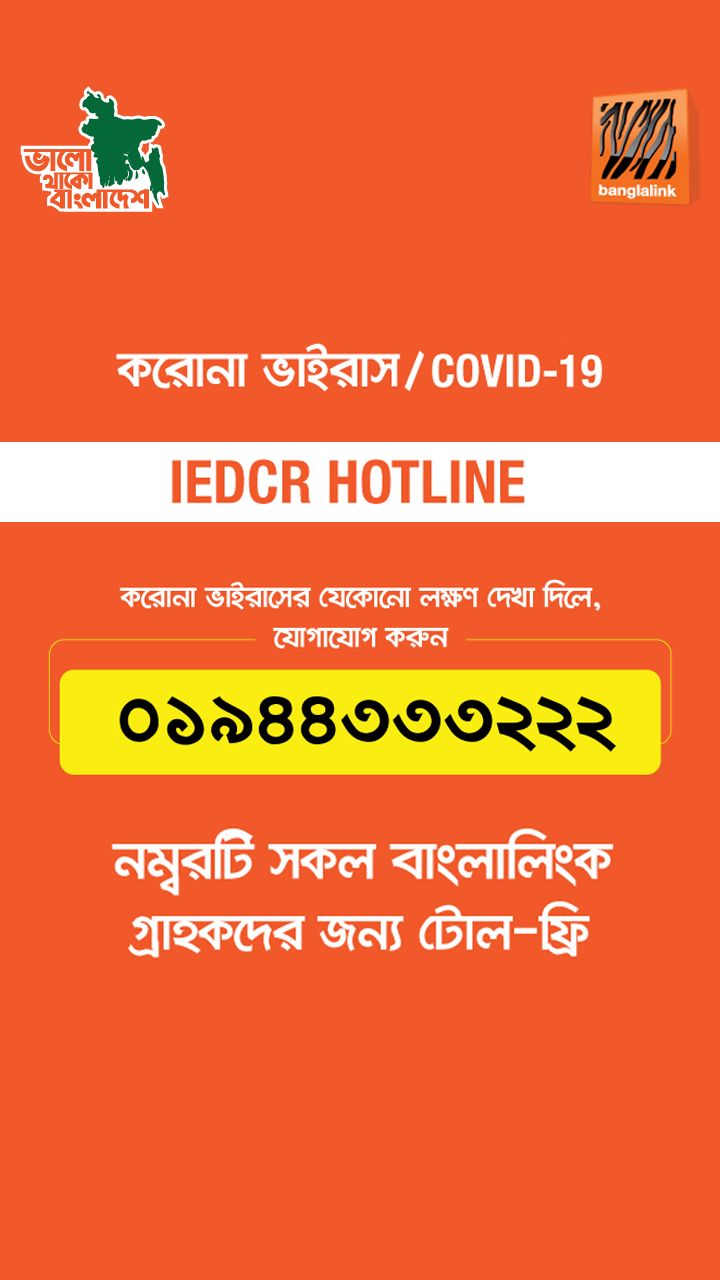 ভালো
থাকো
বাংলাদেশ
banglalink
করোনা ভাইরাস/COVID-19
IEDCR HOTLINE
করোনা ভাইরাসের যেকোনো লক্ষণ দেখা দিলে,
যোগাযোগ করুন
০১৯৪৪৩৩৩২২২
নম্বরটি সকল বাংলালিংক
গ্রাহকদের জন্য টোল-ফ্রি